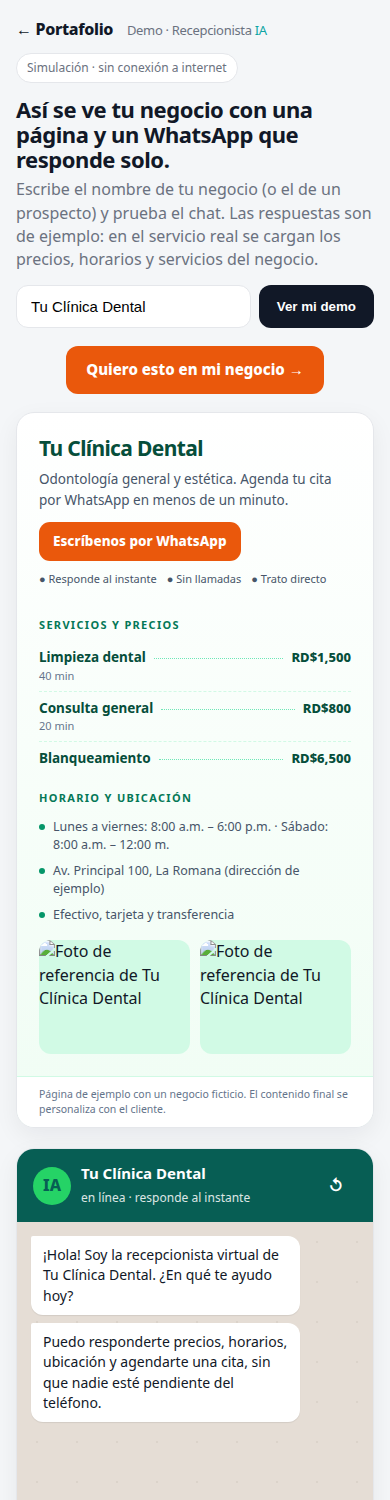 ← Portafolio Demo · Recepcionista IA
Simulación · sin conexión a internet
Así se ve tu negocio con una
página y un WhatsApp que
responde solo.
Escribe el nombre de tu negocio (o el de un
prospecto) y prueba el chat. Las respuestas son
de ejemplo: en el servicio real se cargan los
precios, horarios y servicios del negocio.
Tu Clínica Dental Ver mi demo
Quiero esto en mi negocio →
Tu Clínica Dental
Odontología general y estética. Agenda tu cita
por WhatsApp en menos de un minuto.
Escríbenos por WhatsApp
● Responde al instante ● Sin llamadas ● Trato directo
SERVICIOS Y PRECIOS
Limpieza dental RD$1,500
40 min
Consulta general RD$800
20 min
Blanqueamiento RD$6,500
HORARIO Y UBICACIÓN
Lunes a viernes: 8:00 a.m. – 6:00 p.m. · Sábado:
8:00 a.m. – 12:00 m.
Av. Principal 100, La Romana (dirección de
ejemplo)
Efectivo, tarjeta y transferencia
Foto de
referencia de Tu
Clínica Dental
Foto de
referencia de Tu
Clínica Dental
Página de ejemplo con un negocio ficticio. El contenido final se
personaliza con el cliente.
IA
Tu Clínica Dental
en línea · responde al instante
¡Hola! Soy la recepcionista virtual de
Tu Clínica Dental. ¿En qué te ayudo
hoy?
Puedo responderte precios, horarios,
ubicación y agendarte una cita, sin
que nadie esté pendiente del
teléfono.